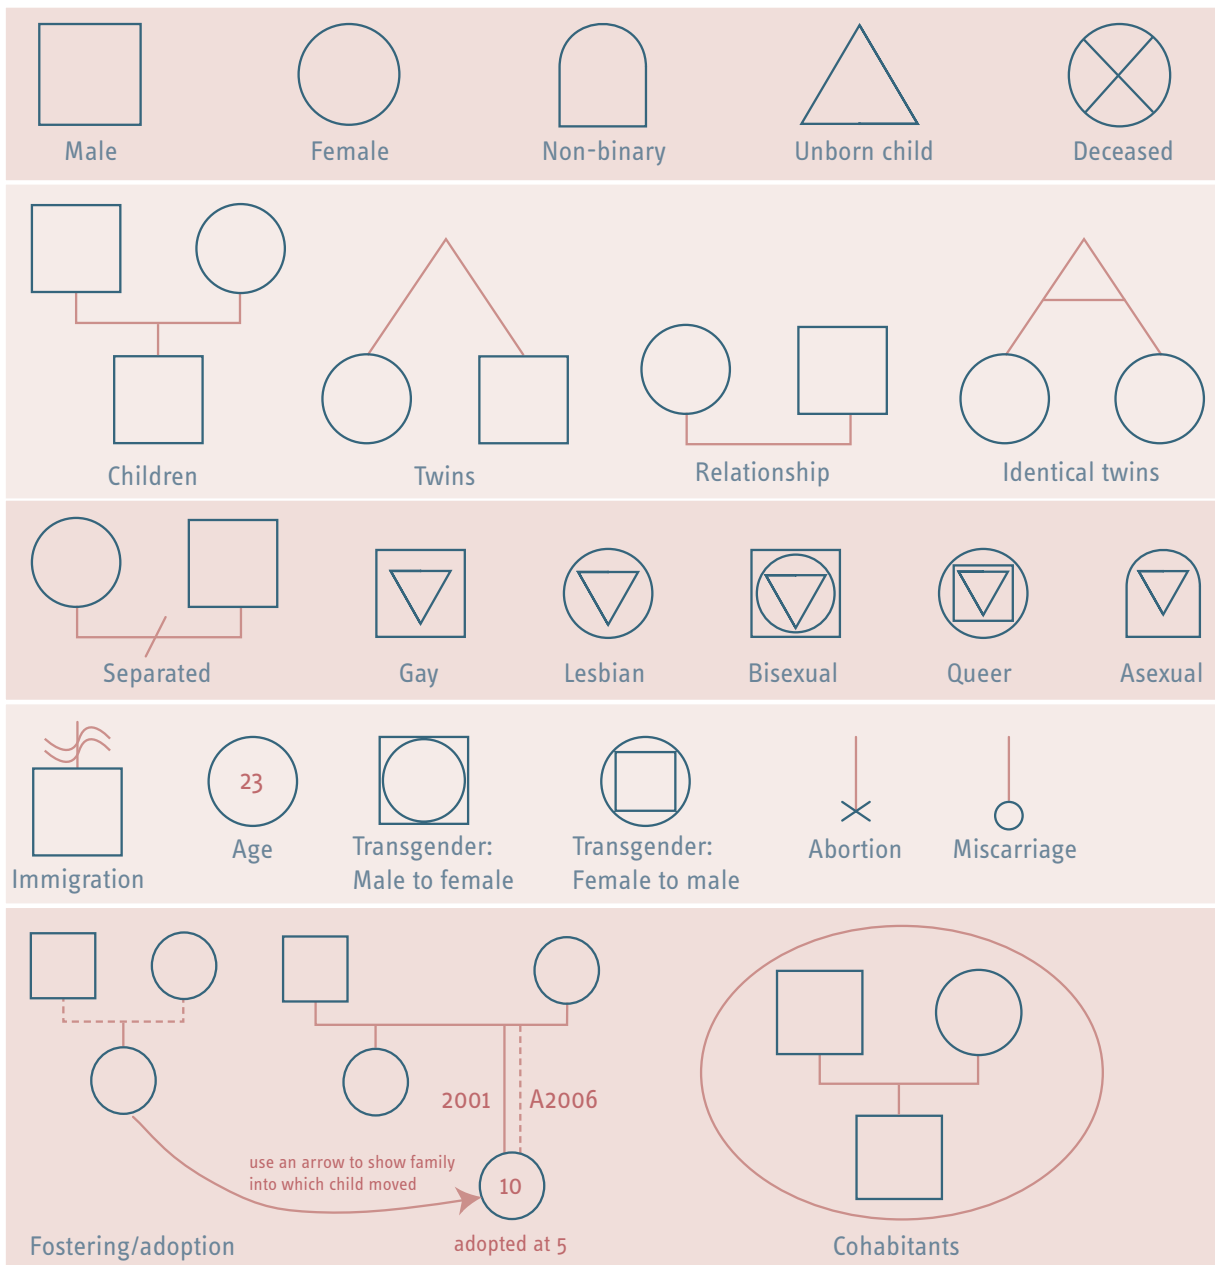 Male
Female
Non-binary
Unborn child
Deceased
Children
Twins
Relationship
Identical twins
Separated
Gay
Lesbian
Bisexual
Queer
Asexual
Immigration
23
Age
Transgender:
Male to female
Transgender:
Female to male
Abortion
Miscarriage
2001
A2006
use an arrow to show family
into which child moved
10
adopted at 5
Fostering/adoption
Cohabitants